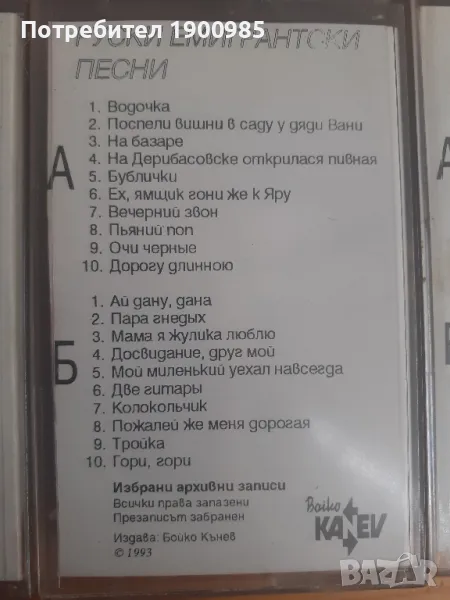 Потребител 1900985
РУСКИ ЕМИГРАНТСКИ
ПЕСНИ
А
1. Водочка
2. Поспели вишни в саду у дяди Вани
3. На базаре
4. На Дерибасовске открилася пивная
5. Бублички
6. Ех, ямщик гони же к Яру
7. Вечерний звон
8. Пьяний поп
9. Очи черные
10. Дорогу длинною
Б
1. Ай дану, дана
2. Пара гнедых
3. Мама я жулика люблю
4. Досвидание, друг мой
5. Мой миленький уехал навсегда
6. Две гитары
7. Колокольчик
8. Пожалей же меня дорогая
9. Тройка
10. Гори, гори
Избрани архивни записи
Всички права запазени
Презаписът забранен
Издава: Бойко Кънев
© 1993
Boiko
KANEV
BAZAR